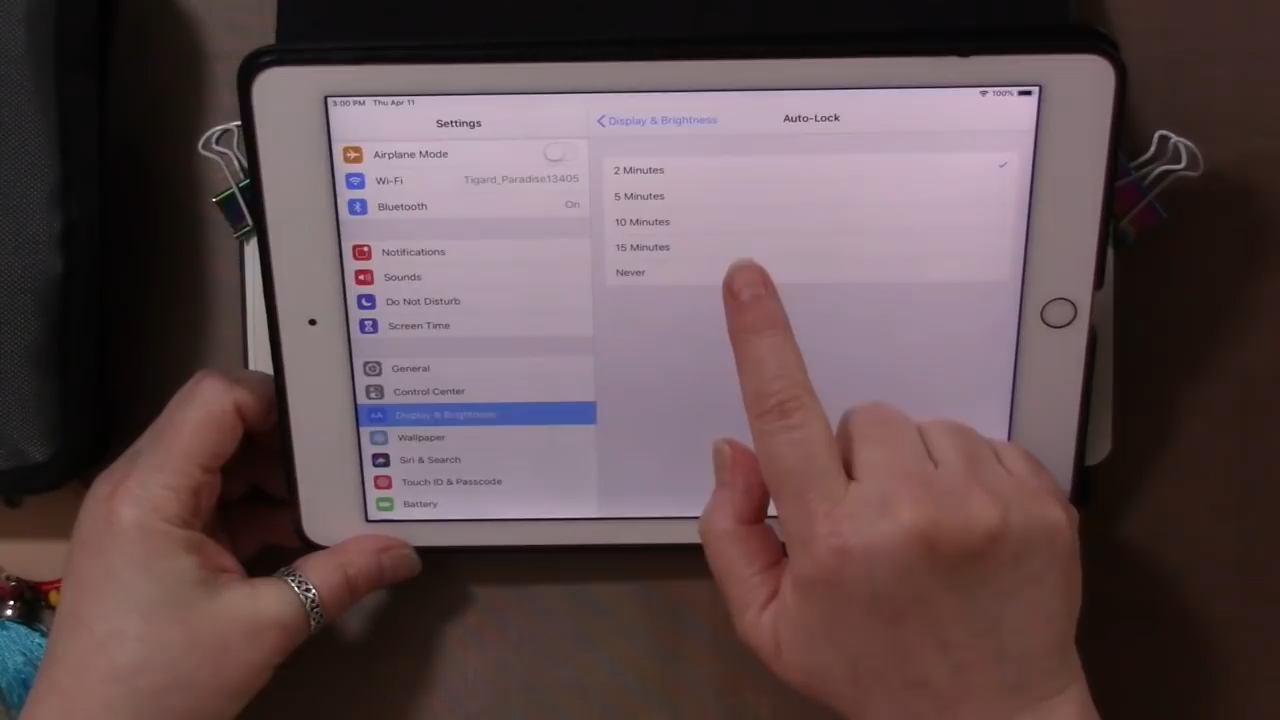 3:00 PM Thu Apr 11
100%
Settings
Airplane Mode
Wi-Fi Tigard_Paradise13405
Bluetooth On
Notifications
Sounds
Do Not Disturb
Screen Time
General
Control Center
AA Display & Brightness
Wallpaper
Siri & Search
Touch ID & Passcode
Battery
Display & Brightness Auto-Lock
2 Minutes
5 Minutes
10 Minutes
15 Minutes
Never